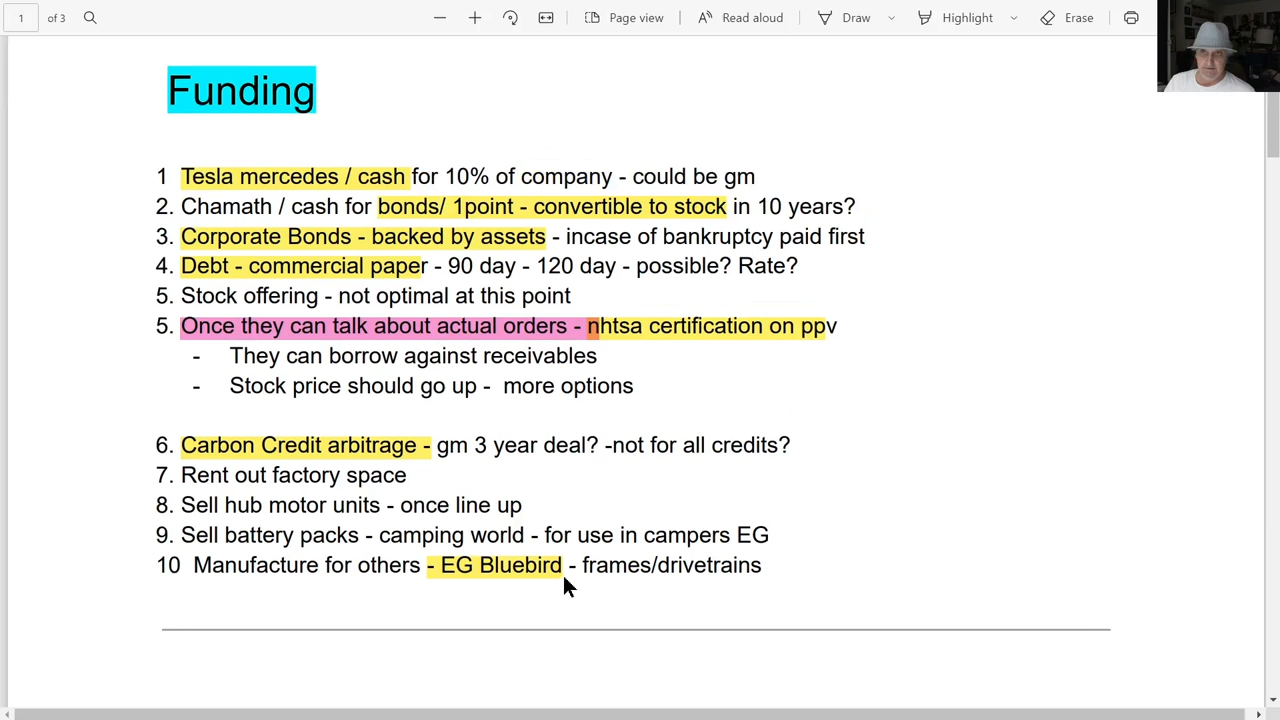 1 of 3 Page view Read aloud Draw Highlight Erase
Funding
1 Tesla mercedes / cash for 10% of company - could be gm
2. Chamath / cash for bonds/ 1point - convertible to stock in 10 years?
3. Corporate Bonds - backed by assets - incase of bankruptcy paid first
4. Debt - commercial paper - 90 day - 120 day - possible? Rate?
5. Stock offering - not optimal at this point
5. Once they can talk about actual orders - nhtsa certification on ppv
- They can borrow against receivables
- Stock price should go up - more options
6. Carbon Credit arbitrage - gm 3 year deal? -not for all credits?
7. Rent out factory space
8. Sell hub motor units - once line up
9. Sell battery packs - camping world - for use in campers EG
10 Manufacture for others - EG Bluebird - frames/drivetrains